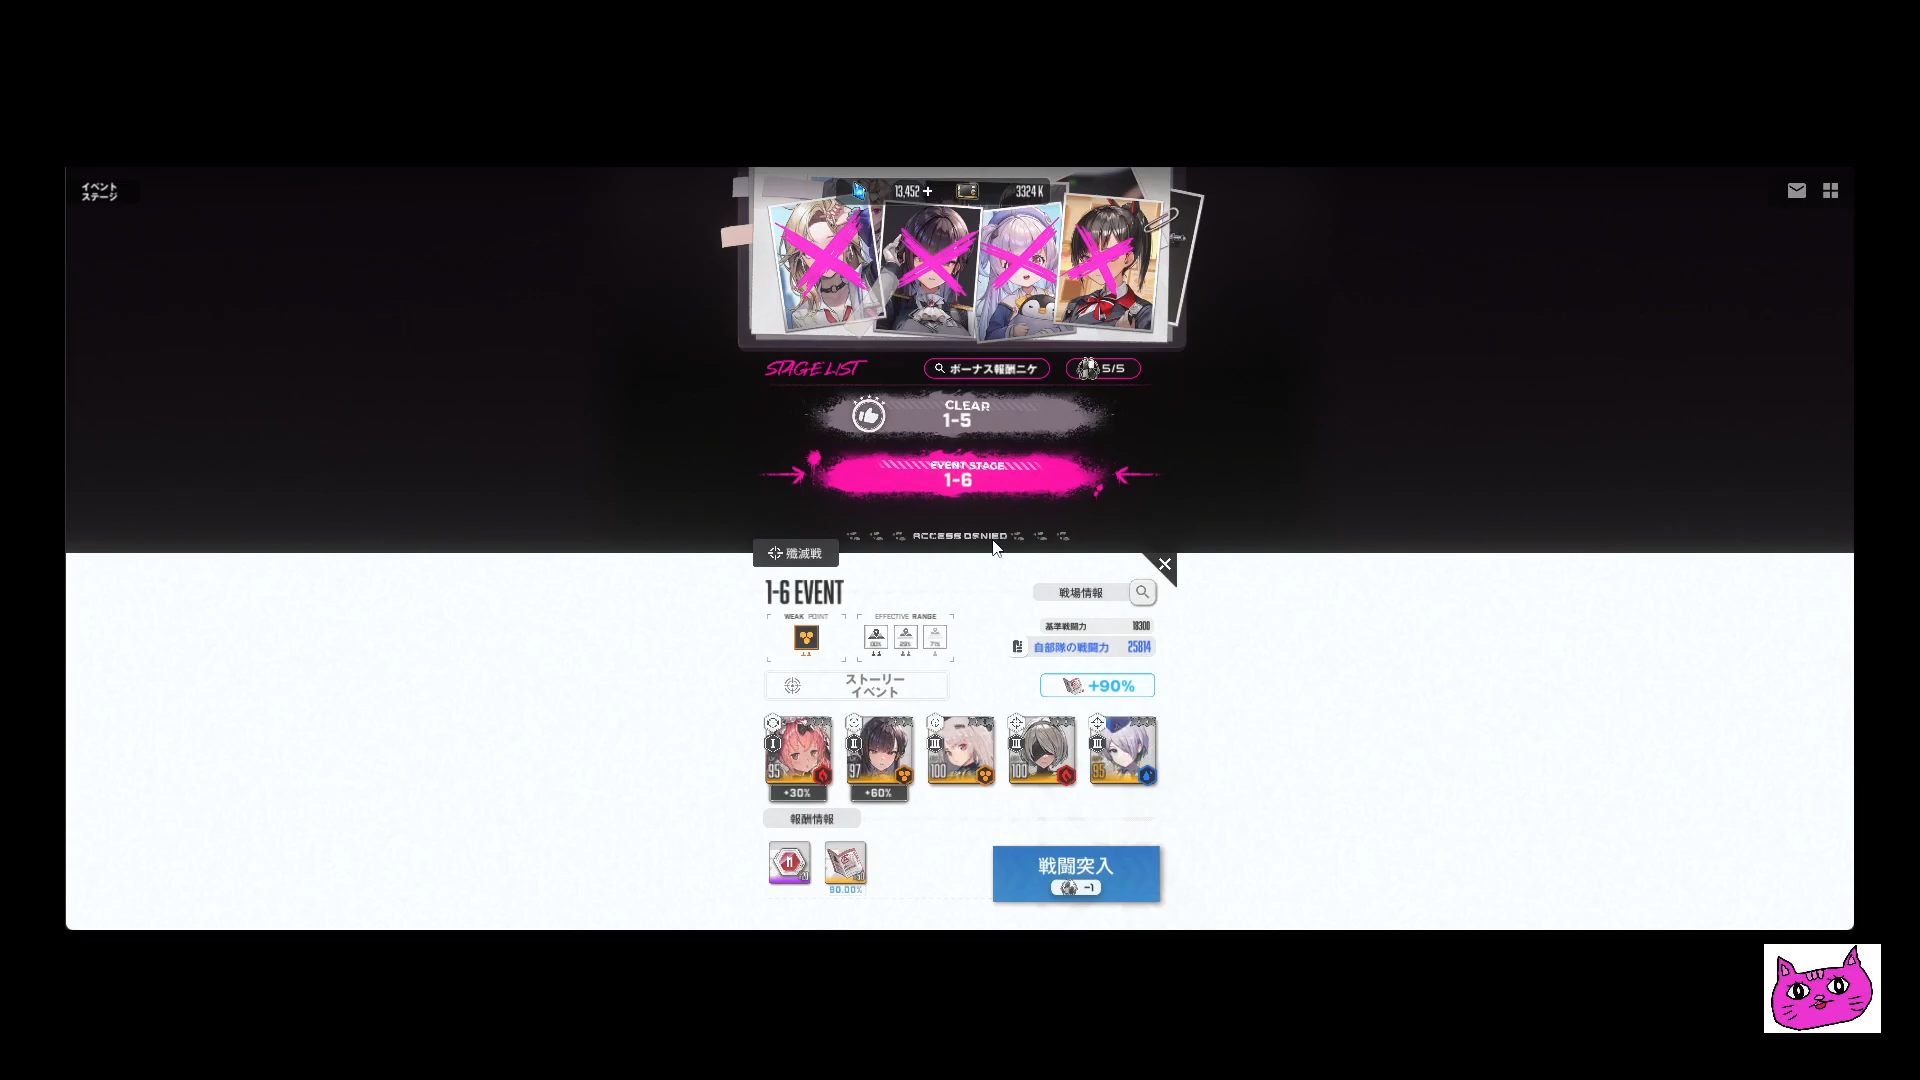 イベント
ステージ
13,452 +
3324 K
STAGE LIST
ボーナス報酬ニケ
5/5
CLEAR
1-5
EVENT STAGE
1-6
ACCESS DENIED
殲滅戦
1-6 EVENT
戦場情報
WEAK POINT
EFFECTIVE RANGE
基準戦闘力 18300
自部隊の戦闘力 25814
ストーリー
イベント
+90%
I
II
III
III
III
95
97
100
100
95
+30%
+60%
報酬情報
90.00%
戦闘突入
-1